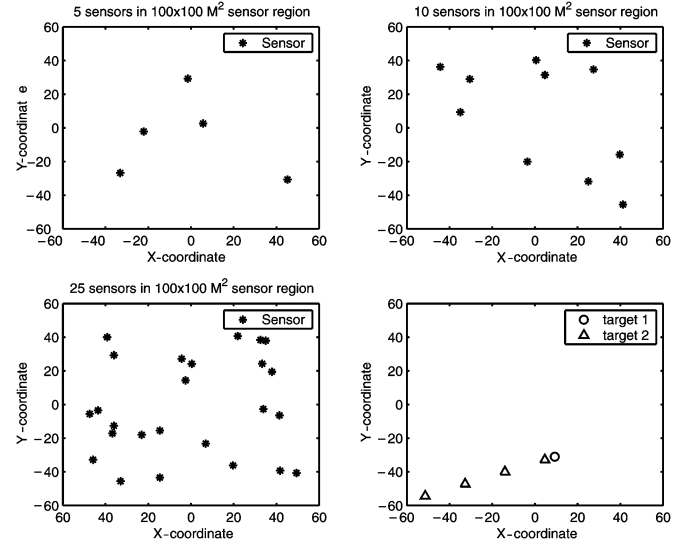 5 sensors in 100x100 M² sensor region
60
40
20
0
−20
−40
−60
Y-coordinat e
Sensor
−60 −40 −20 0 20 40 60
X-coordinate
10 sensors in 100x100 M² sensor region
60
40
20
0
−20
−40
−60
Y-coordinate
Sensor
−60 −40 −20 0 20 40 60
X-coordinate
25 sensors in 100x100 M² sensor region
60
40
20
0
−20
−40
−60
Y-coordinate
Sensor
60 40 20 0 20 40 60
X-coordinate
60
40
20
0
−20
−40
−60
Y-coordinate
target 1
target 2
−60 −40 −20 0 20 40 60
X-coordinate